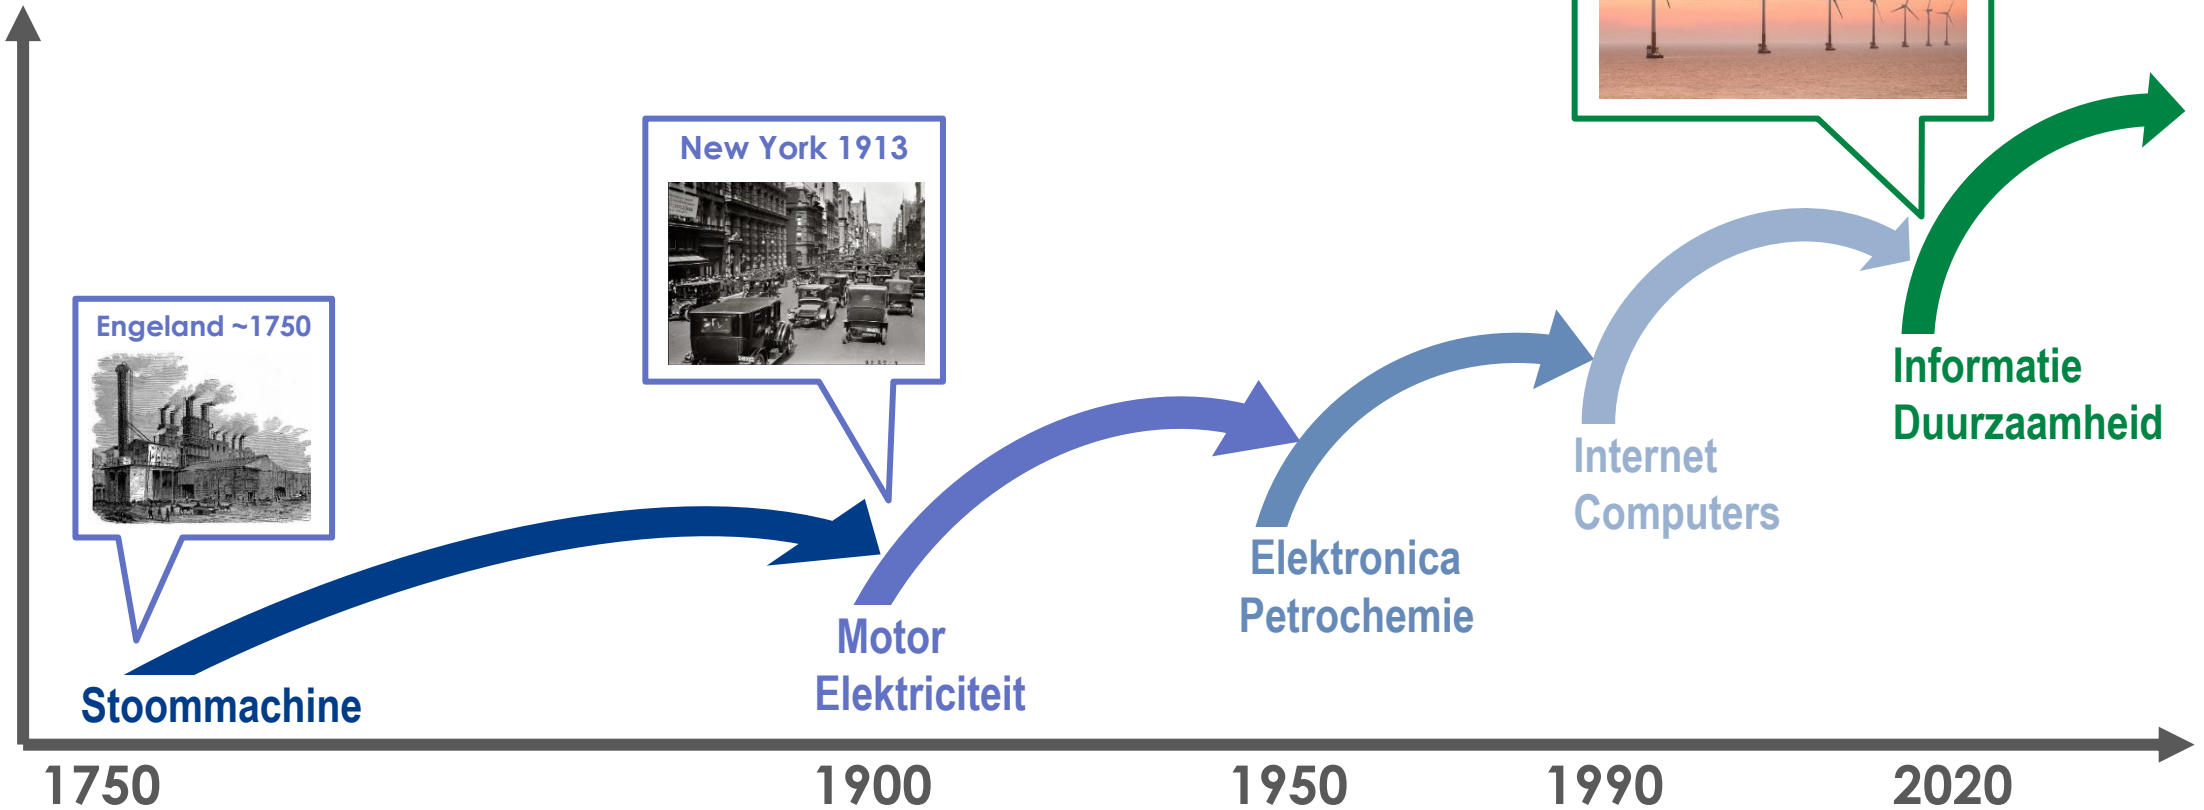 New York 1913
Engeland ~1750
Informatie
Duurzaamheid
Internet
Computers
Elektronica
Petrochemie
Motor
Elektriciteit
Stoommachine
1750
1900
1950
1990
2020